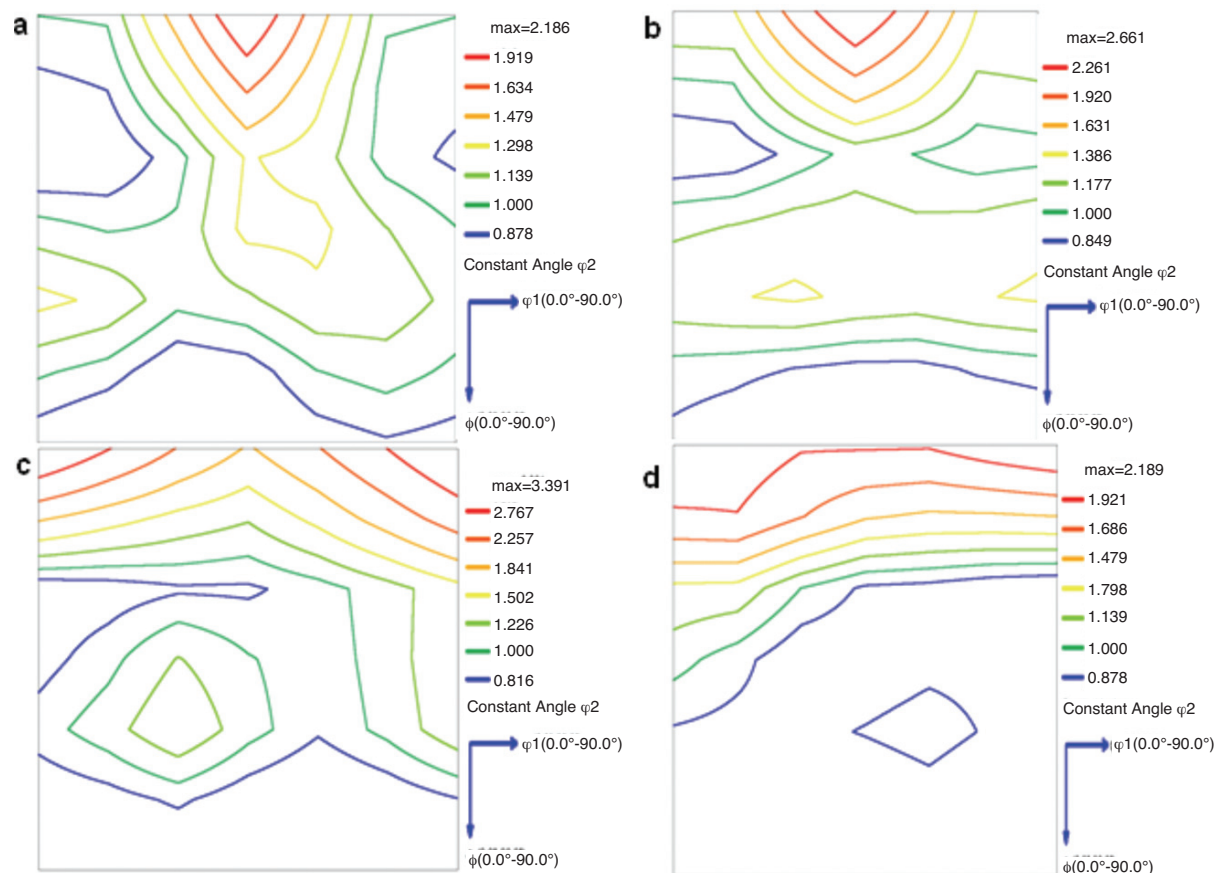 a
max=2.186
1.919
1.634
1.479
1.298
1.139
1.000
0.878
Constant Angle φ2
φ1(0.0°-90.0°)
ϕ(0.0°-90.0°)
b
max=2.661
2.261
1.920
1.631
1.386
1.177
1.000
0.849
Constant Angle φ2
φ1(0.0°-90.0°)
ϕ(0.0°-90.0°)
c
max=3.391
2.767
2.257
1.841
1.502
1.226
1.000
0.816
Constant Angle φ2
φ1(0.0°-90.0°)
ϕ(0.0°-90.0°)
d
max=2.189
1.921
1.686
1.479
1.798
1.139
1.000
0.878
Constant Angle φ2
φ1(0.0°-90.0°)
ϕ(0.0°-90.0°)